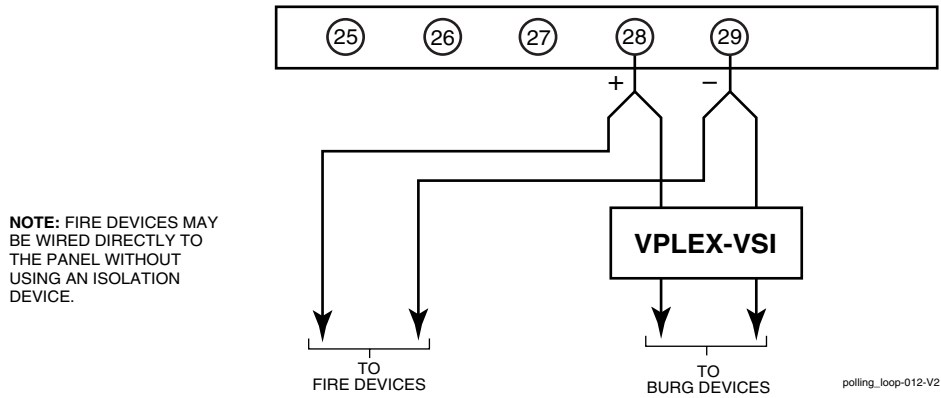 25 26 27 28 29
+ –
NOTE: FIRE DEVICES MAY
BE WIRED DIRECTLY TO
THE PANEL WITHOUT
USING AN ISOLATION
DEVICE.
VPLEX-VSI
TO
FIRE DEVICES
TO
BURG DEVICES
polling_loop-012-V2